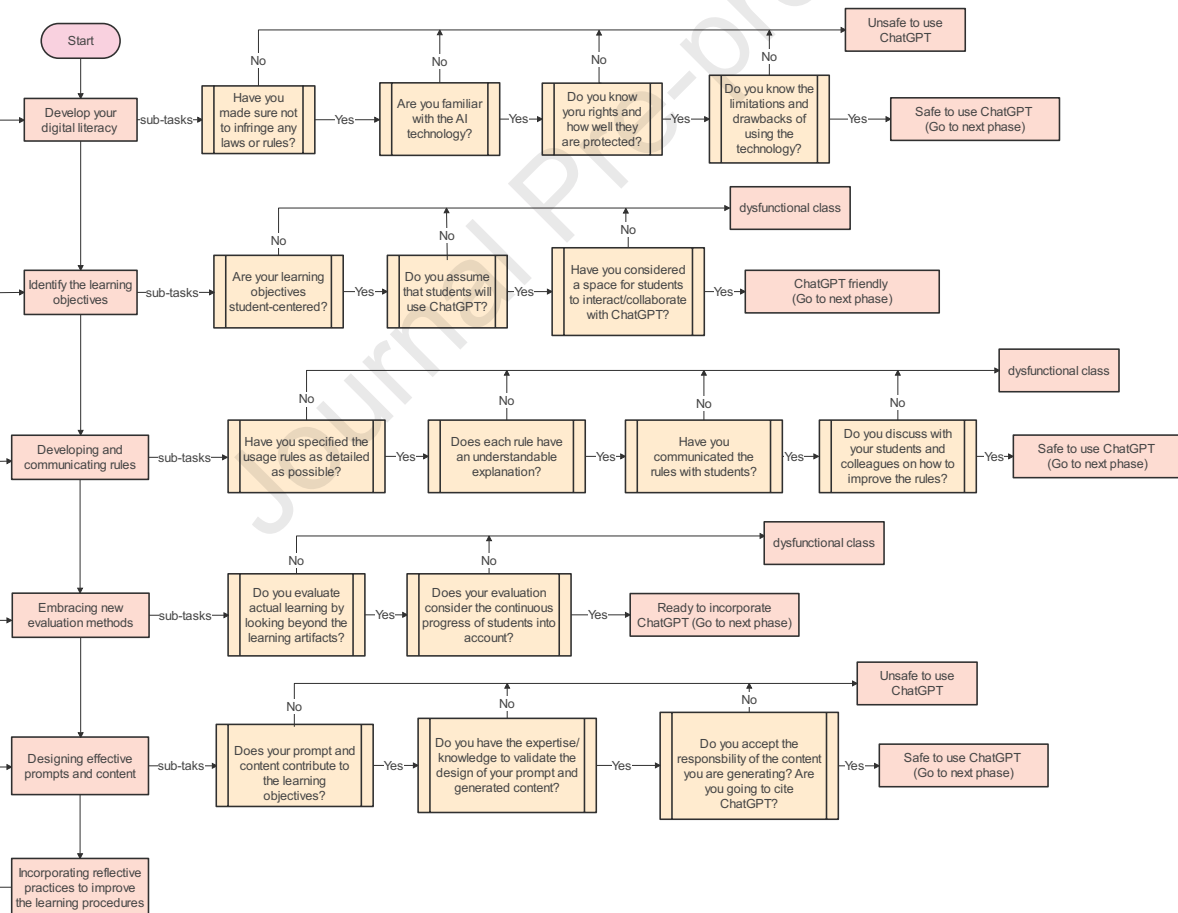 Start
Unsafe to use
ChatGPT
No
No
No
No
Develop your
digital literacy
sub-tasks
Have you
made sure not
to infringe any
laws or rules?
Yes
Are you familiar
with the AI
technology?
Yes
Do you know
yoru rights and
how well they
are protected?
Yes
Do you know the
limitations and
drawbacks of
using the
technology?
Yes
Safe to use ChatGPT
(Go to next phase)
dysfunctional class
No
No
No
Identify the learning
objectives
sub-tasks
Are your learning
objectives
student-centered?
Yes
Do you assume
that students will
use ChatGPT?
Yes
Have you considered
a space for students
to interact/collaborate
with ChatGPT?
Yes
ChatGPT friendly
(Go to next phase)
dysfunctional class
No
No
No
No
Developing and
communicating rules
sub-tasks
Have you specified the
usage rules as detailed
as possible?
Yes
Does each rule have
an understandable
explanation?
Yes
Have you
communicated the
rules with students?
Yes
Do you discuss with
your students and
colleagues on how to
improve the rules?
Yes
Safe to use ChatGPT
(Go to next phase)
dysfunctional class
No
No
Embracing new
evaluation methods
sub-tasks
Do you evaluate
actual learning by
looking beyond the
learning artifacts?
Yes
Does your evaluation
consider the continuous
progress of students into
account?
Yes
Ready to incorporate
ChatGPT (Go to next phase)
Unsafe to use
ChatGPT
No
No
No
Designing effective
prompts and content
sub-taks
Does your prompt and
content contribute to
the learning
objectives?
Yes
Do you have the expertise/
knowledge to validate the
design of your prompt and
generated content?
Yes
Do you accept the
responsbility of the content
you are generating? Are
you going to cite
ChatGPT?
Yes
Safe to use ChatGPT
(Go to next phase)
Incorporating reflective
practices to improve
the learning procedures
Journal Pre-pro